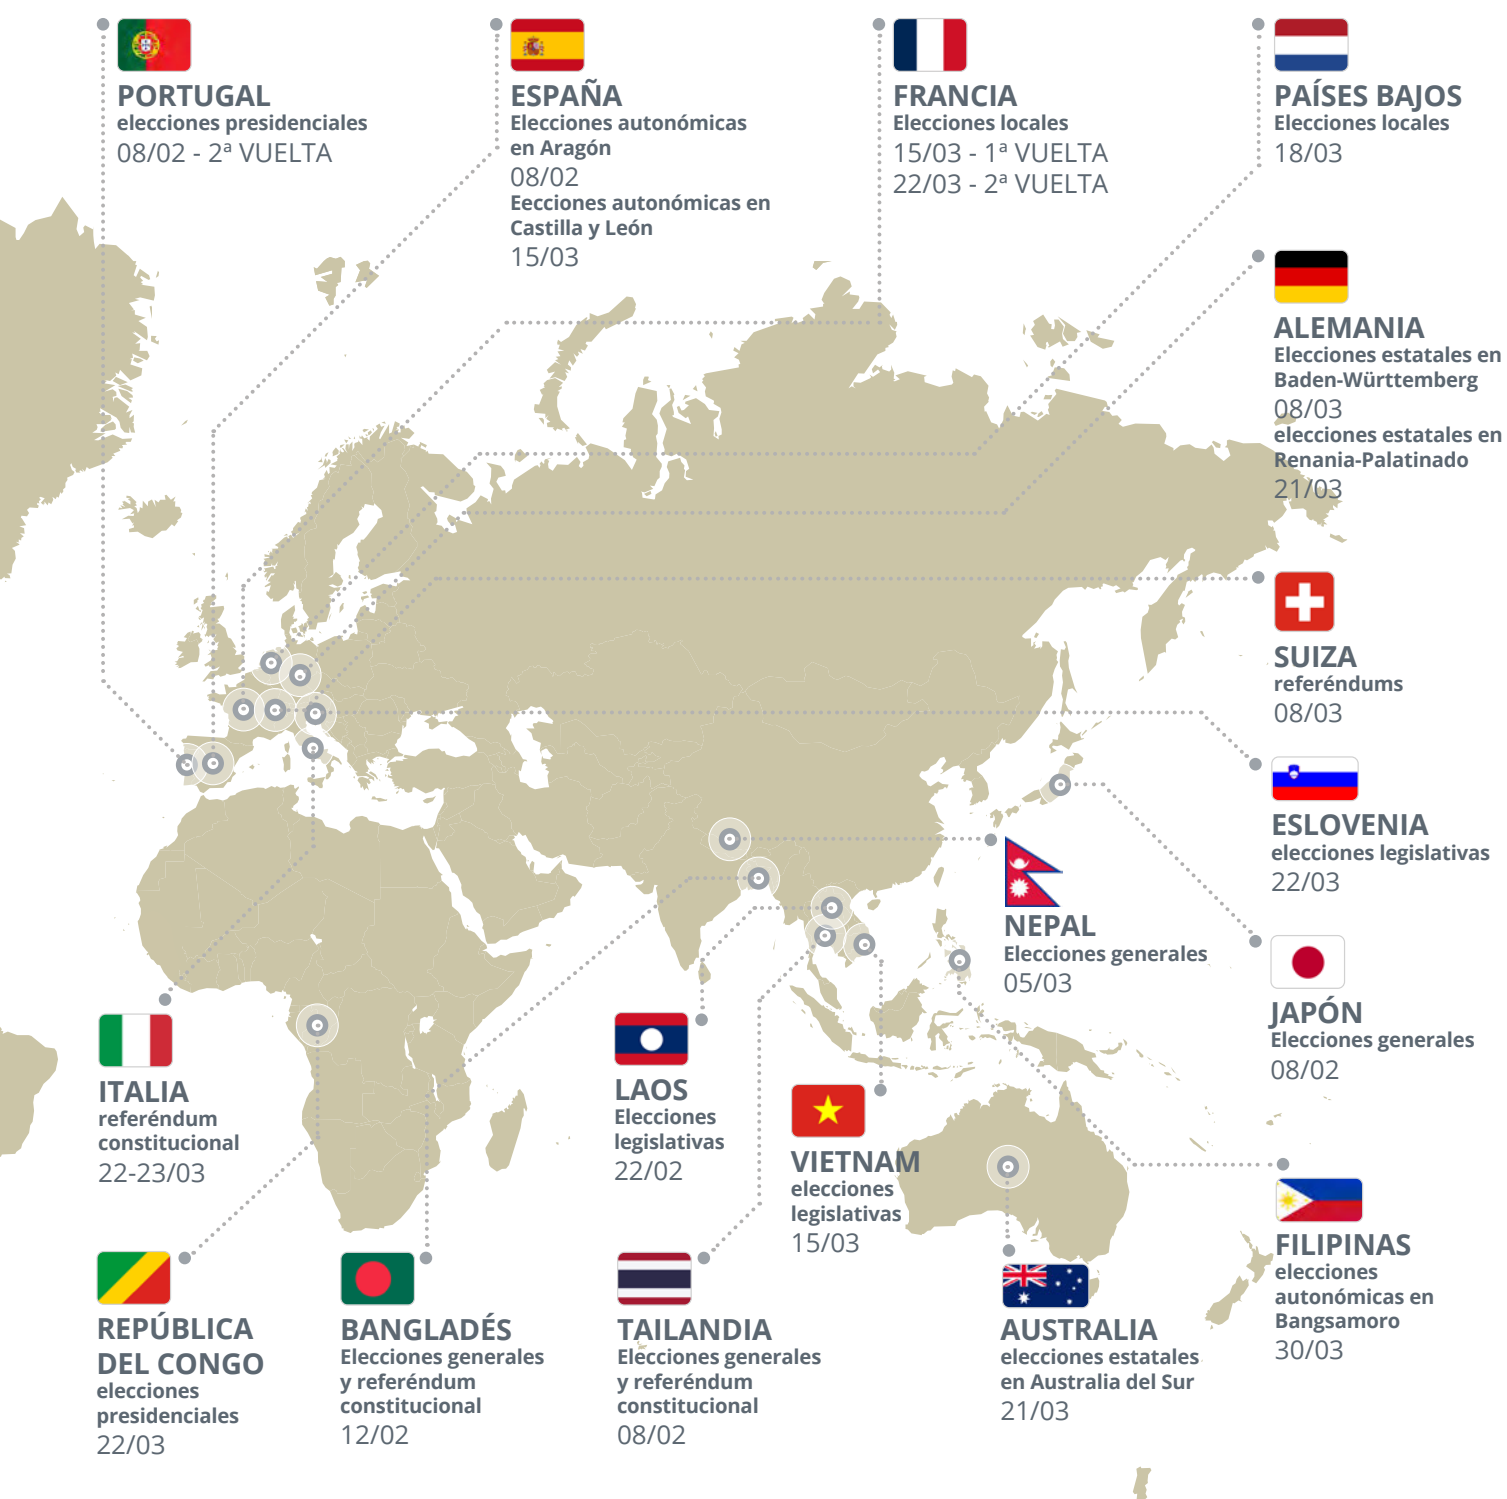 PORTUGAL
elecciones presidenciales
08/02 - 2ª VUELTA
ESPAÑA
Elecciones autonómicas
en Aragón
08/02
Eecciones autonómicas en
Castilla y León
15/03
FRANCIA
Elecciones locales
15/03 - 1ª VUELTA
22/03 - 2ª VUELTA
PAÍSES BAJOS
Elecciones locales
18/03
ALEMANIA
Elecciones estatales en
Baden-Württemberg
08/03
elecciones estatales en
Renania-Palatinado
21/03
SUIZA
referéndums
08/03
ESLOVENIA
elecciones legislativas
22/03
NEPAL
Elecciones generales
05/03
JAPÓN
Elecciones generales
08/02
ITALIA
referéndum
constitucional
22-23/03
LAOS
Elecciones
legislativas
22/02
VIETNAM
elecciones
legislativas
15/03
FILIPINAS
elecciones
autonómicas en
Bangsamoro
30/03
REPÚBLICA
DEL CONGO
elecciones
presidenciales
22/03
BANGLADÉS
Elecciones generales
y referéndum
constitucional
12/02
TAILANDIA
Elecciones generales
y referéndum
constitucional
08/02
AUSTRALIA
elecciones estatales
en Australia del Sur
21/03